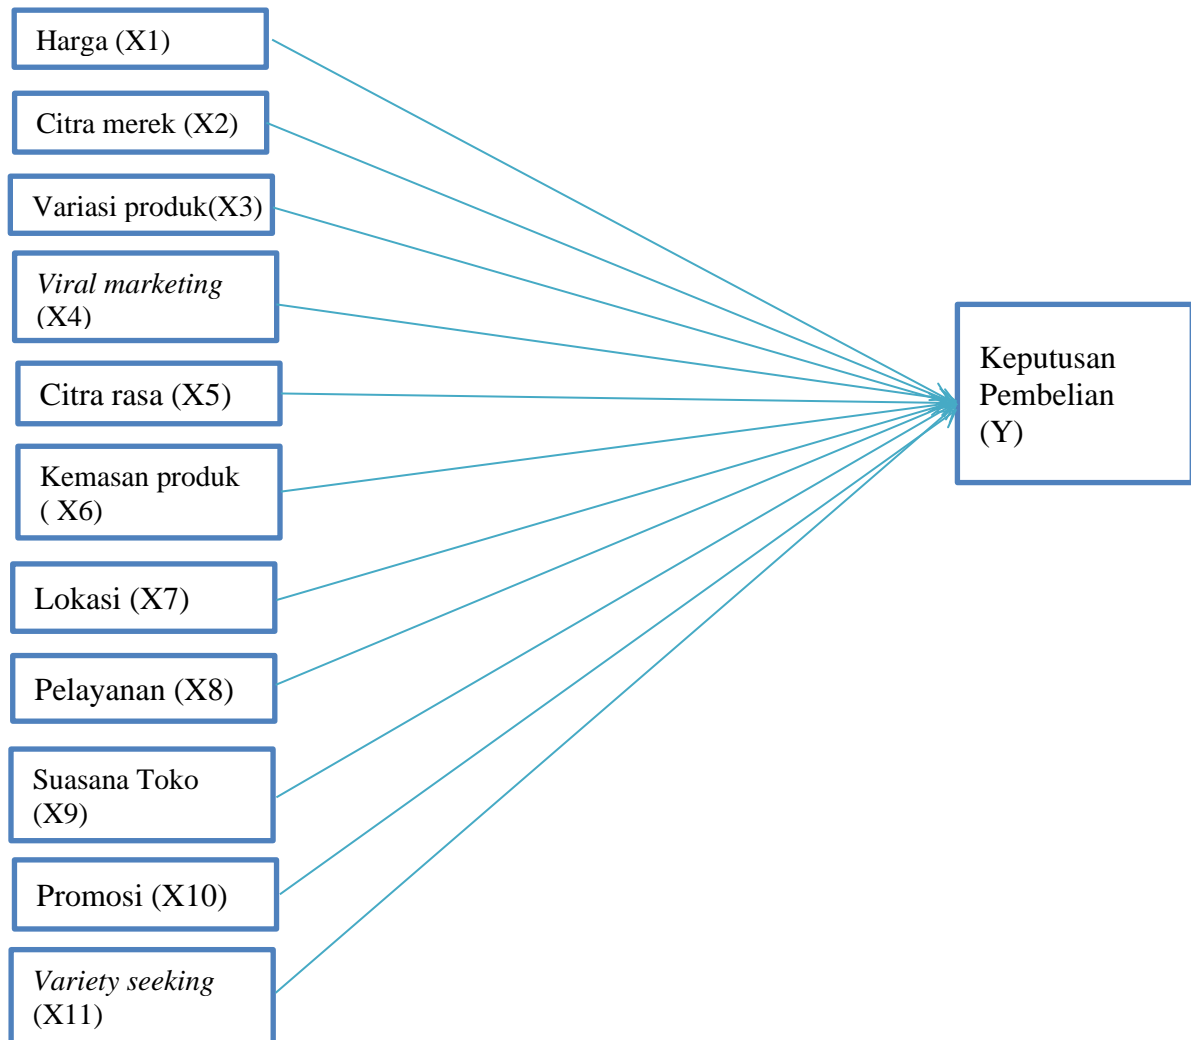 Harga (X1)
Citra merek (X2)
Variasi produk(X3)
Viral marketing
(X4)
Citra rasa (X5)
Kemasan produk
( X6)
Lokasi (X7)
Pelayanan (X8)
Suasana Toko
(X9)
Promosi (X10)
Variety seeking
(X11)
Keputusan
Pembelian
(Y)